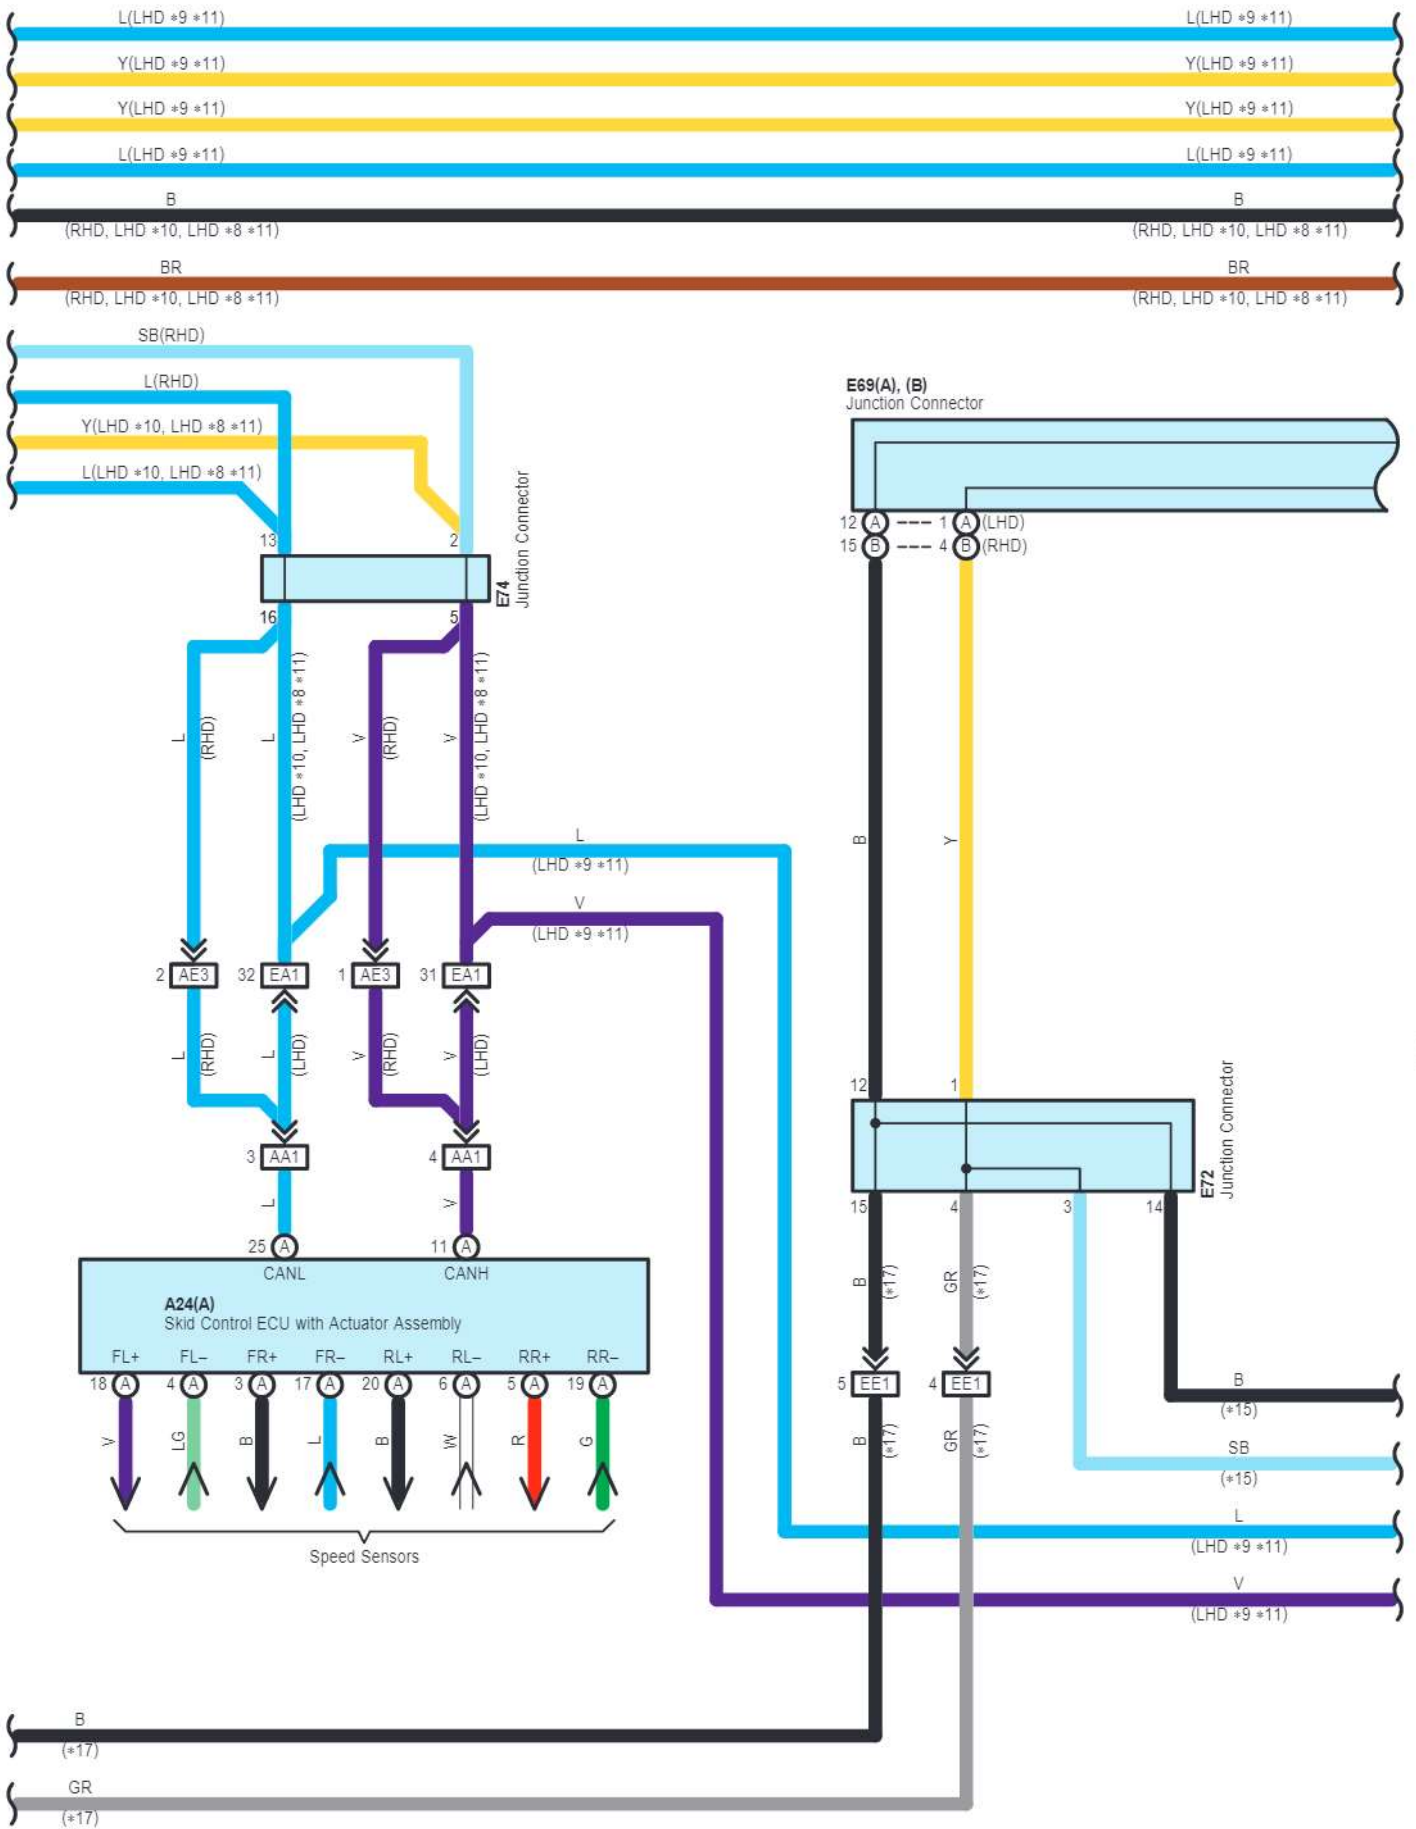 L(LHD ∗9 ∗11) L(LHD ∗9 ∗11)
Y(LHD ∗9 ∗11) Y(LHD ∗9 ∗11)
Y(LHD ∗9 ∗11) Y(LHD ∗9 ∗11)
L(LHD ∗9 ∗11) L(LHD ∗9 ∗11)
B B
(RHD, LHD ∗10, LHD ∗8 ∗11) (RHD, LHD ∗10, LHD ∗8 ∗11)
BR BR
(RHD, LHD ∗10, LHD ∗8 ∗11) (RHD, LHD ∗10, LHD ∗8 ∗11)
SB(RHD)
L(RHD)
Y(LHD ∗10, LHD ∗8 ∗11)
L(LHD ∗10, LHD ∗8 ∗11)
13 2
E74
Junction Connector
16 5
L
(RHD)
L
(LHD ∗10, LHD ∗8 ∗11)
V
(RHD)
V
(LHD ∗10, LHD ∗8 ∗11)
L
(LHD ∗9 ∗11)
V
(LHD ∗9 ∗11)
2 AE3 32 EA1 1 AE3 31 EA1
L
(RHD)
L
(LHD)
V
(RHD)
V
(LHD)
3 AA1 4 AA1
L V
25 A 11 A
CANL CANH
A24(A)
Skid Control ECU with Actuator Assembly
FL+ FL– FR+ FR– RL+ RL– RR+ RR–
18 A 4 A 3 A 17 A 20 A 6 A 5 A 19 A
V LG B L B W R G
Speed Sensors
E69(A), (B)
Junction Connector
12 A ---- 1 A (LHD)
15 B ---- 4 B (RHD)
B Y
12 1
E72
Junction Connector
15 4 3 14
B
(∗17)
GR
(∗17)
5 EE1 4 EE1
B
(∗17)
GR
(∗17)
B
(∗15)
SB
(∗15)
L
(LHD ∗9 ∗11)
V
(LHD ∗9 ∗11)
B
(∗17)
GR
(∗17)